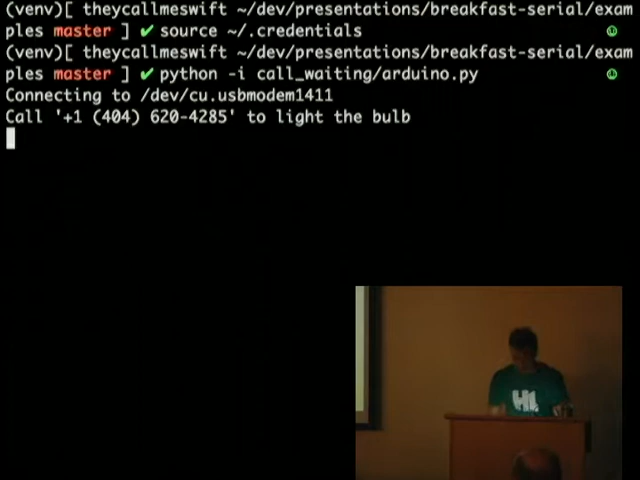 (venv)[ theycallmeswift ~/dev/presentations/breakfast-serial/exam
ples master ] ✔ source ~/.credentials
(venv)[ theycallmeswift ~/dev/presentations/breakfast-serial/exam
ples master ] ✔ python -i call_waiting/arduino.py
Connecting to /dev/cu.usbmodem1411
Call '+1 (404) 620-4285' to light the bulb